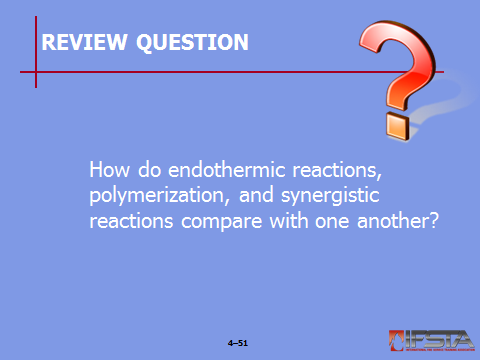 REVIEW QUESTION
How do endothermic reactions,
polymerization, and synergistic
reactions compare with one another?
4–51
IFSTA